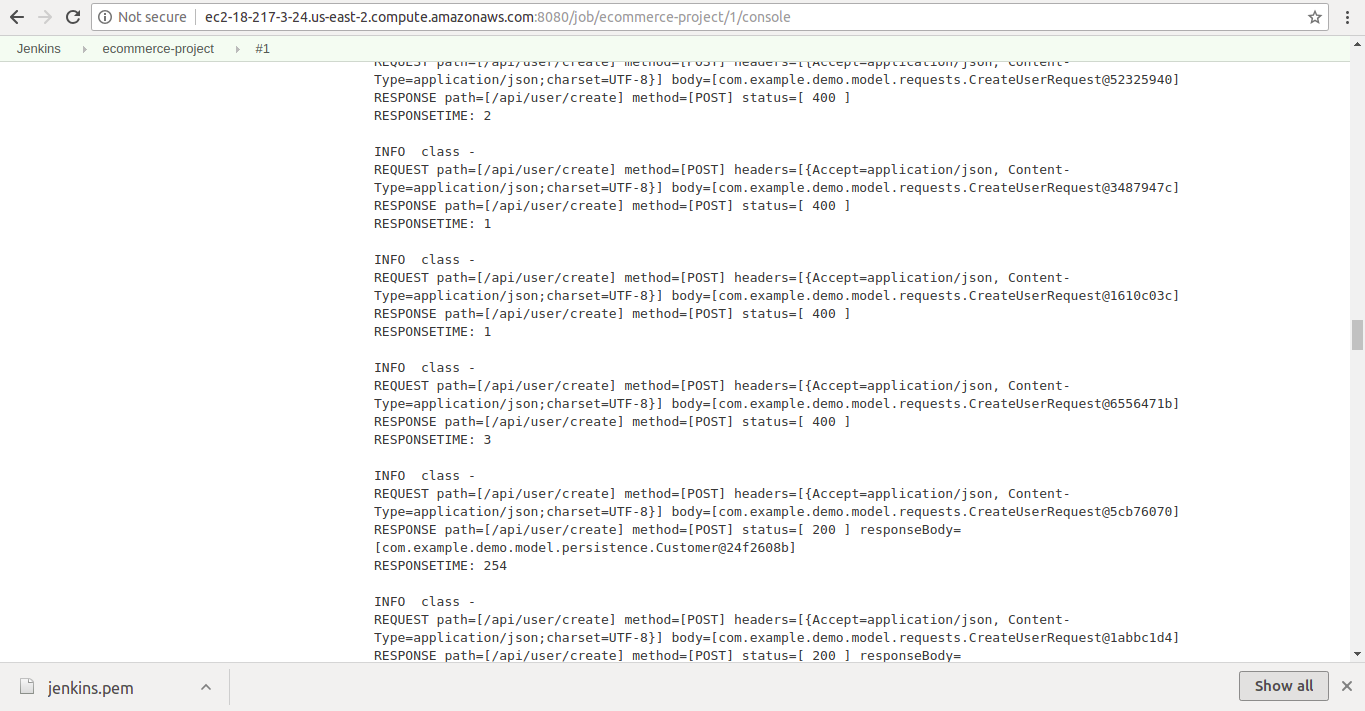 Not secure
ec2-18-217-3-24.us-east-2.compute.amazonaws.com:8080/job/ecommerce-project/1/console
Jenkins ecommerce-project #1
REQUEST path=[/api/user/create] method=[POST] headers=[{Accept=application/json, Content-
Type=application/json;charset=UTF-8}] body=[com.example.demo.model.requests.CreateUserRequest@52325940]
RESPONSE path=[/api/user/create] method=[POST] status=[ 400 ]
RESPONSETIME: 2
INFO  class -
REQUEST path=[/api/user/create] method=[POST] headers=[{Accept=application/json, Content-
Type=application/json;charset=UTF-8}] body=[com.example.demo.model.requests.CreateUserRequest@3487947c]
RESPONSE path=[/api/user/create] method=[POST] status=[ 400 ]
RESPONSETIME: 1
INFO  class -
REQUEST path=[/api/user/create] method=[POST] headers=[{Accept=application/json, Content-
Type=application/json;charset=UTF-8}] body=[com.example.demo.model.requests.CreateUserRequest@1610c03c]
RESPONSE path=[/api/user/create] method=[POST] status=[ 400 ]
RESPONSETIME: 1
INFO  class -
REQUEST path=[/api/user/create] method=[POST] headers=[{Accept=application/json, Content-
Type=application/json;charset=UTF-8}] body=[com.example.demo.model.requests.CreateUserRequest@6556471b]
RESPONSE path=[/api/user/create] method=[POST] status=[ 400 ]
RESPONSETIME: 3
INFO  class -
REQUEST path=[/api/user/create] method=[POST] headers=[{Accept=application/json, Content-
Type=application/json;charset=UTF-8}] body=[com.example.demo.model.requests.CreateUserRequest@5cb76070]
RESPONSE path=[/api/user/create] method=[POST] status=[ 200 ] responseBody=
[com.example.demo.model.persistence.Customer@24f2608b]
RESPONSETIME: 254
INFO  class -
REQUEST path=[/api/user/create] method=[POST] headers=[{Accept=application/json, Content-
Type=application/json;charset=UTF-8}] body=[com.example.demo.model.requests.CreateUserRequest@1abbc1d4]
RESPONSE path=[/api/user/create] method=[POST] status=[ 200 ] responseBody=
jenkins.pem
Show all